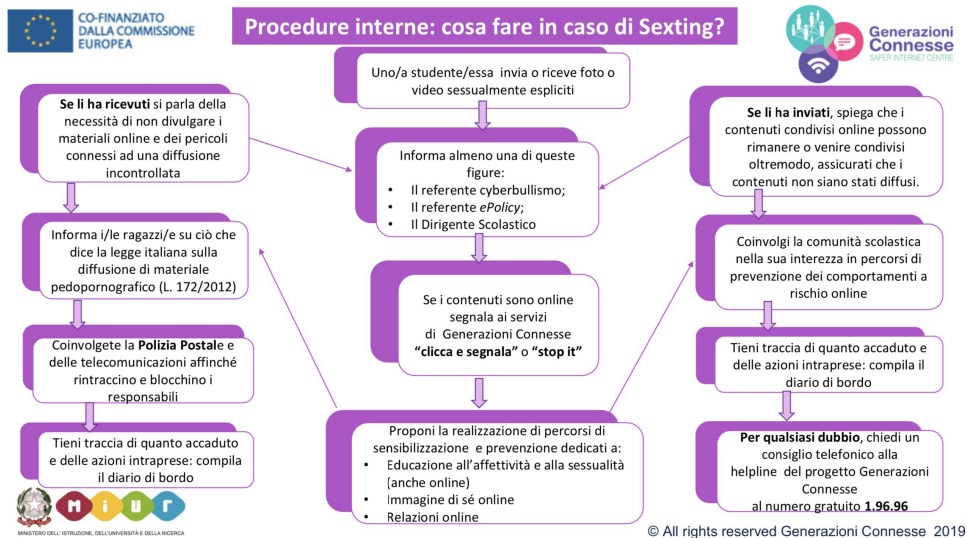 CO-FINANZIATO
DALLA COMMISSIONE
EUROPEA
Procedure interne: cosa fare in caso di Sexting?
Generazioni
Connesse
SAFER INTERNET CENTRE
Uno/a studente/essa invia o riceve foto o
video sessualmente espliciti
Se li ha ricevuti si parla della
necessità di non divulgare i
materiali online e dei pericoli
connessi ad una diffusione
incontrollata
Informa i/le ragazzi/e su ciò che
dice la legge italiana sulla
diffusione di materiale
pedopornografico (L. 172/2012)
Coinvolgete la Polizia Postale e
delle telecomunicazioni affinché
rintraccino e blocchino i
responsabili
Tieni traccia di quanto accaduto
e delle azioni intraprese: compila
il diario di bordo
Informa almeno una di queste
figure:
• Il referente cyberbullismo;
• Il referente ePolicy;
• Il Dirigente Scolastico
Se i contenuti sono online
segnala ai servizi
di Generazioni Connesse
“clicca e segnala” o “stop it”
Proponi la realizzazione di percorsi di
sensibilizzazione e prevenzione dedicati a:
• Educazione all’affettività e alla sessualità
(anche online)
• Immagine di sé online
• Relazioni online
Se li ha inviati, spiega che i
contenuti condivisi online possono
rimanere o venire condivisi
oltremodo, assicurati che i
contenuti non siano stati diffusi.
Coinvolgi la comunità scolastica
nella sua interezza in percorsi di
prevenzione dei comportamenti a
rischio online
Tieni traccia di quanto accaduto e
delle azioni intraprese: compila il
diario di bordo
Per qualsiasi dubbio, chiedi un
consiglio telefonico alla
helpline del progetto Generazioni
Connesse
al numero gratuito 1.96.96
miur
MINISTERO DELL' ISTRUZIONE, DELL'UNIVERSITÀ E DELLA RICERCA
© All rights reserved Generazioni Connesse 2019